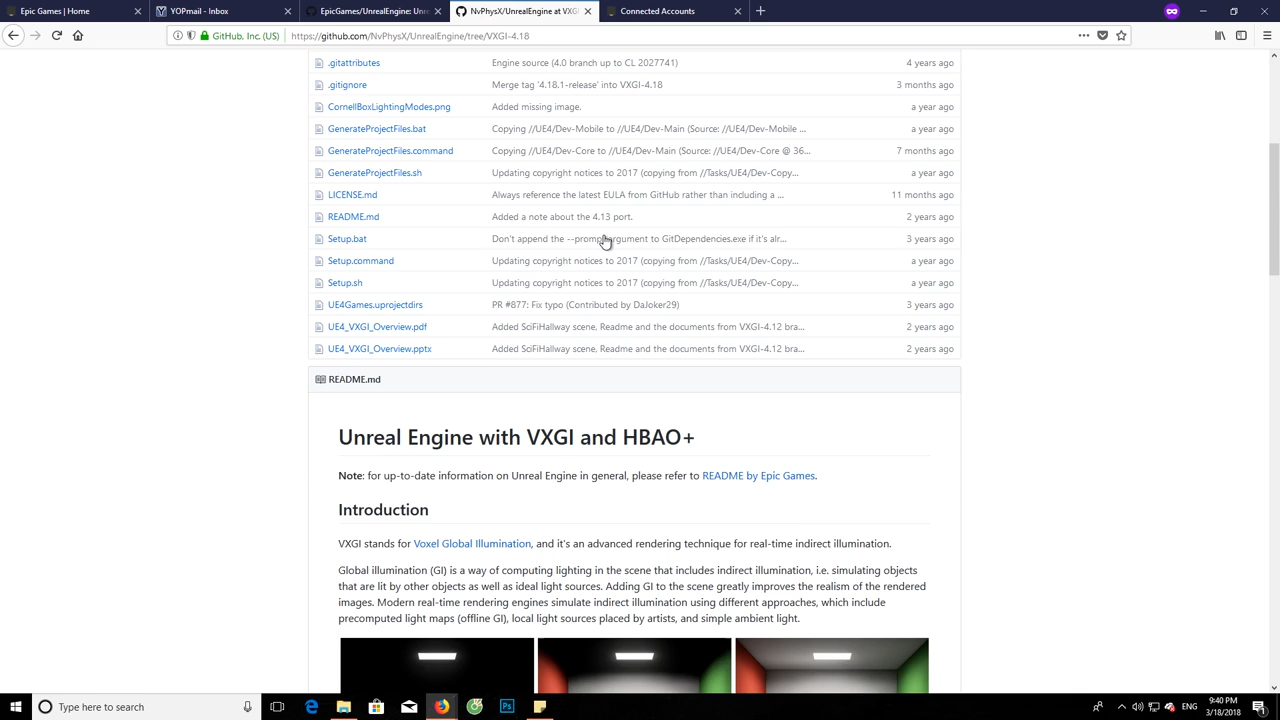 Epic Games | Home
YOPmail - Inbox
EpicGames/UnrealEngine: Unre
NvPhysX/UnrealEngine at VXGI
Connected Accounts
GitHub, Inc. (US)
https://github.com/NvPhysX/UnrealEngine/tree/VXGI-4.18
.gitattributes Engine source (4.0 branch up to CL 2027741) 4 years ago
.gitignore Merge tag '4.18.1-release' into VXGI-4.18 3 months ago
CornellBoxLightingModes.png Added missing image. a year ago
GenerateProjectFiles.bat Copying //UE4/Dev-Mobile to //UE4/Dev-Main (Source: //UE4/Dev-Mobile ... a year ago
GenerateProjectFiles.command Copying //UE4/Dev-Core to //UE4/Dev-Main (Source: //UE4/Dev-Core @ 36... 7 months ago
GenerateProjectFiles.sh Updating copyright notices to 2017 (copying from //Tasks/UE4/Dev-Copy... a year ago
LICENSE.md Always reference the latest EULA from GitHub rather than including a ... 11 months ago
README.md Added a note about the 4.13 port. 2 years ago
Setup.bat Don't append the --prompt argument to GitDependencies.exe if it's alr... 3 years ago
Setup.command Updating copyright notices to 2017 (copying from //Tasks/UE4/Dev-Copy... a year ago
Setup.sh Updating copyright notices to 2017 (copying from //Tasks/UE4/Dev-Copy... a year ago
UE4Games.uprojectdirs PR #877: Fix typo (Contributed by DaJoker29) 3 years ago
UE4_VXGI_Overview.pdf Added SciFiHallway scene, Readme and the documents from VXGI-4.12 bra... 2 years ago
UE4_VXGI_Overview.pptx Added SciFiHallway scene, Readme and the documents from VXGI-4.12 bra... 2 years ago
README.md
Unreal Engine with VXGI and HBAO+
Note: for up-to-date information on Unreal Engine in general, please refer to README by Epic Games.
Introduction
VXGI stands for Voxel Global Illumination, and it's an advanced rendering technique for real-time indirect illumination.
Global illumination (GI) is a way of computing lighting in the scene that includes indirect illumination, i.e. simulating objects
that are lit by other objects as well as ideal light sources. Adding GI to the scene greatly improves the realism of the rendered
images. Modern real-time rendering engines simulate indirect illumination using different approaches, which include
precomputed light maps (offline GI), local light sources placed by artists, and simple ambient light.
Type here to search
ENG
9:40 PM
3/18/2018